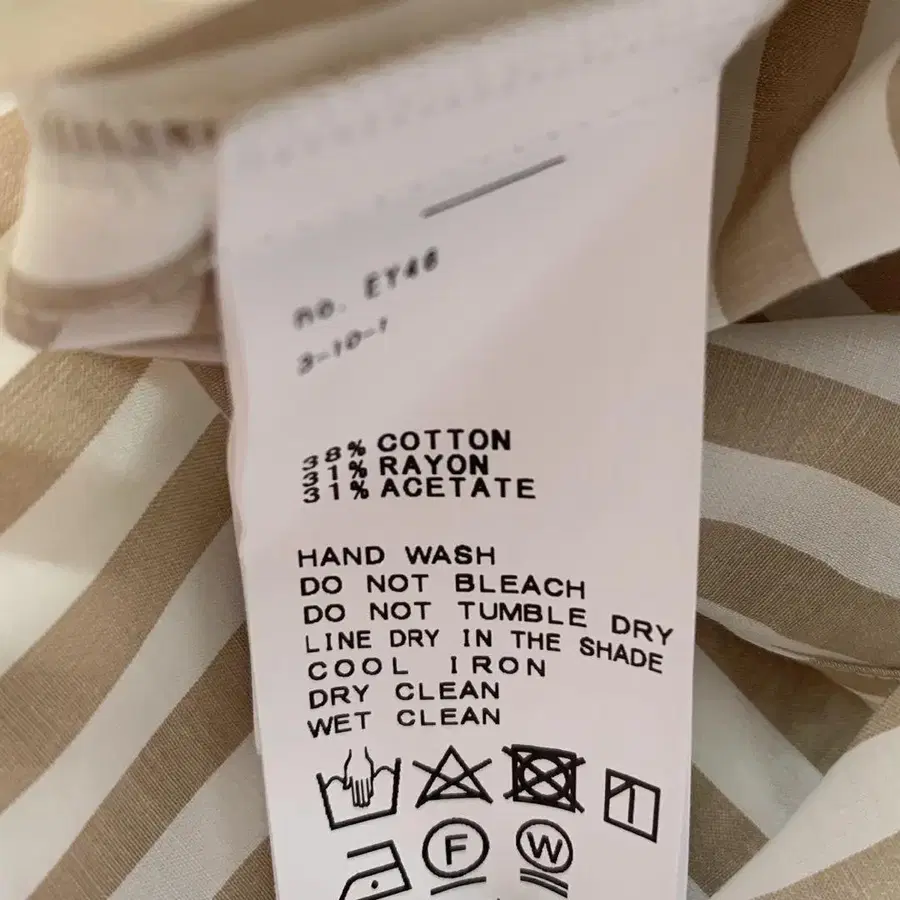 no. EY46
3-10-1
38% COTTON
31% RAYON
31% ACETATE
HAND WASH
DO NOT BLEACH
DO NOT TUMBLE DRY
LINE DRY IN THE SHADE
COOL IRON
DRY CLEAN
WET CLEAN
F W